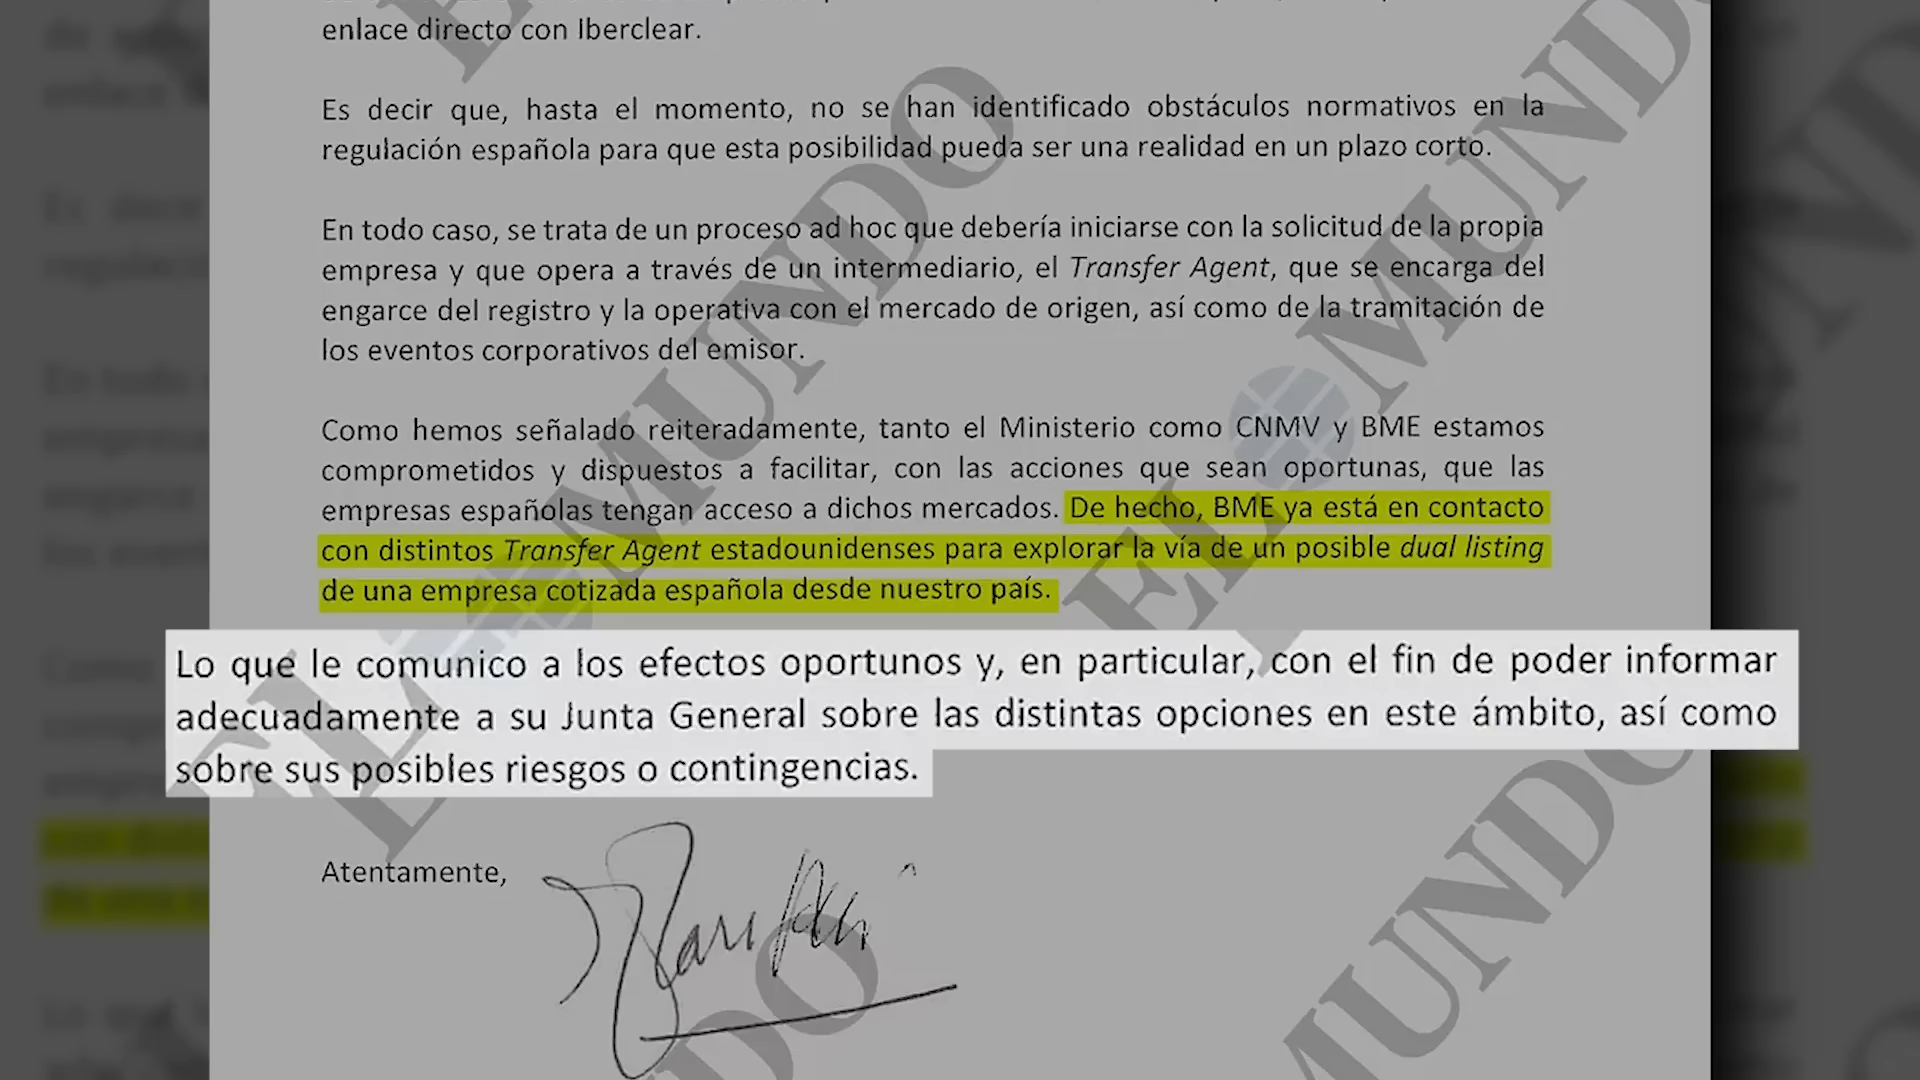 enlace directo con Iberclear.
Es decir que, hasta el momento, no se han identificado obstáculos normativos en la
regulación española para que esta posibilidad pueda ser una realidad en un plazo corto.
En todo caso, se trata de un proceso ad hoc que debería iniciarse con la solicitud de la propia
empresa y que opera a través de un intermediario, el Transfer Agent, que se encarga del
engarce del registro y la operativa con el mercado de origen, así como de la tramitación de
los eventos corporativos del emisor.
Como hemos señalado reiteradamente, tanto el Ministerio como CNMV y BME estamos
comprometidos y dispuestos a facilitar, con las acciones que sean oportunas, que las
empresas españolas tengan acceso a dichos mercados. De hecho, BME ya está en contacto
con distintos Transfer Agent estadounidenses para explorar la vía de un posible dual listing
de una empresa cotizada española desde nuestro país.
Lo que le comunico a los efectos oportunos y, en particular, con el fin de poder informar
adecuadamente a su Junta General sobre las distintas opciones en este ámbito, así como
sobre sus posibles riesgos o contingencias.
Atentamente,
EL MUNDO
EL MUNDO
MUNDO